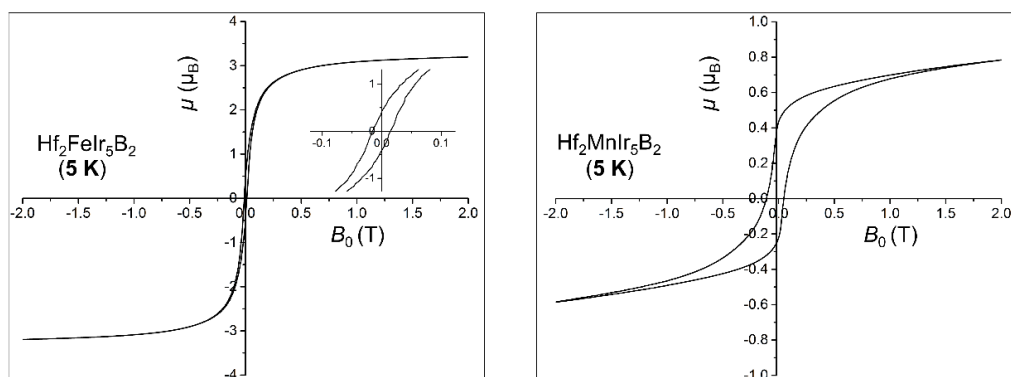 4
3
2
1
0
-1
-2
-3
-4
μ (μB)
Hf₂FeIr₅B₂
(5 K)
-2.0 -1.5 -1.0 -0.5 0.0 0.5 1.0 1.5 2.0
B₀ (T)
1
0
-1
-0.1 0.0 0.1
1.0
0.8
0.6
0.4
0.2
0.0
-0.2
-0.4
-0.6
-0.8
-1.0
μ (μB)
Hf₂MnIr₅B₂
(5 K)
-2.0 -1.5 -1.0 -0.5 0.0 0.5 1.0 1.5 2.0
B₀ (T)